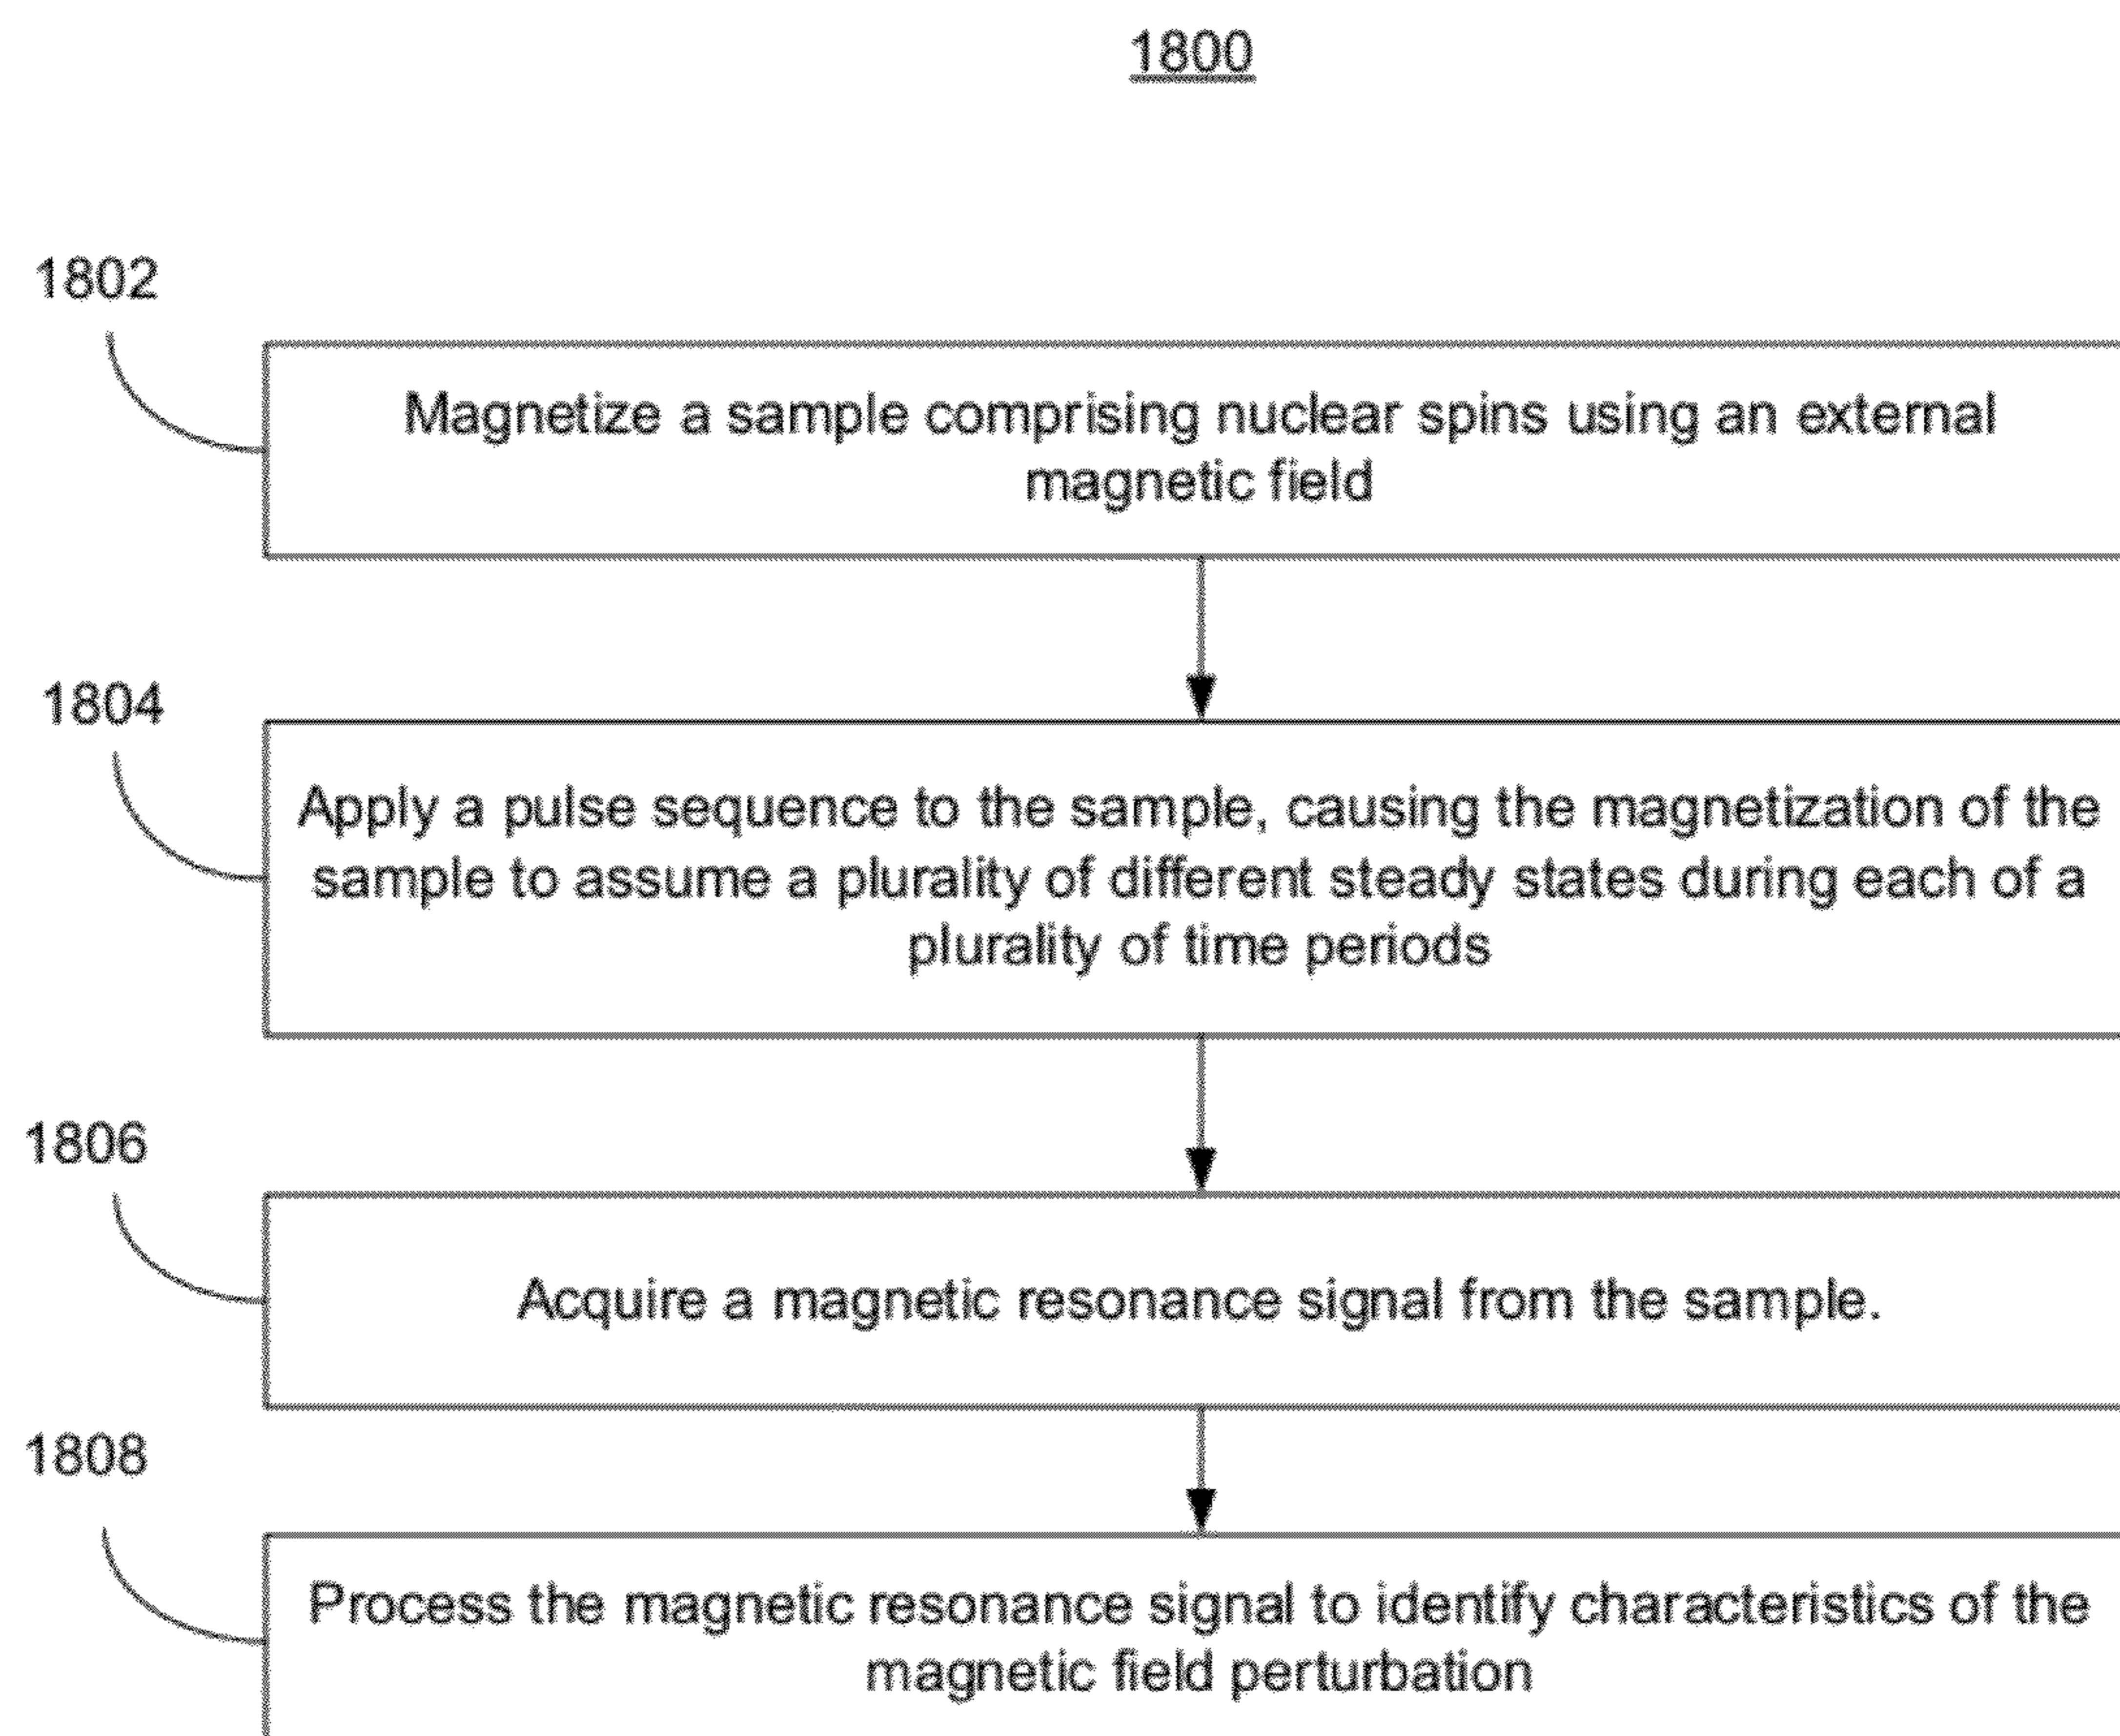 1800
1802
Magnetize a sample comprising nuclear spins using an external
magnetic field
1804
Apply a pulse sequence to the sample, causing the magnetization of the
sample to assume a plurality of different steady states during each of a
plurality of time periods
1806
Acquire a magnetic resonance signal from the sample.
1808
Process the magnetic resonance signal to identify characteristics of the
magnetic field perturbation